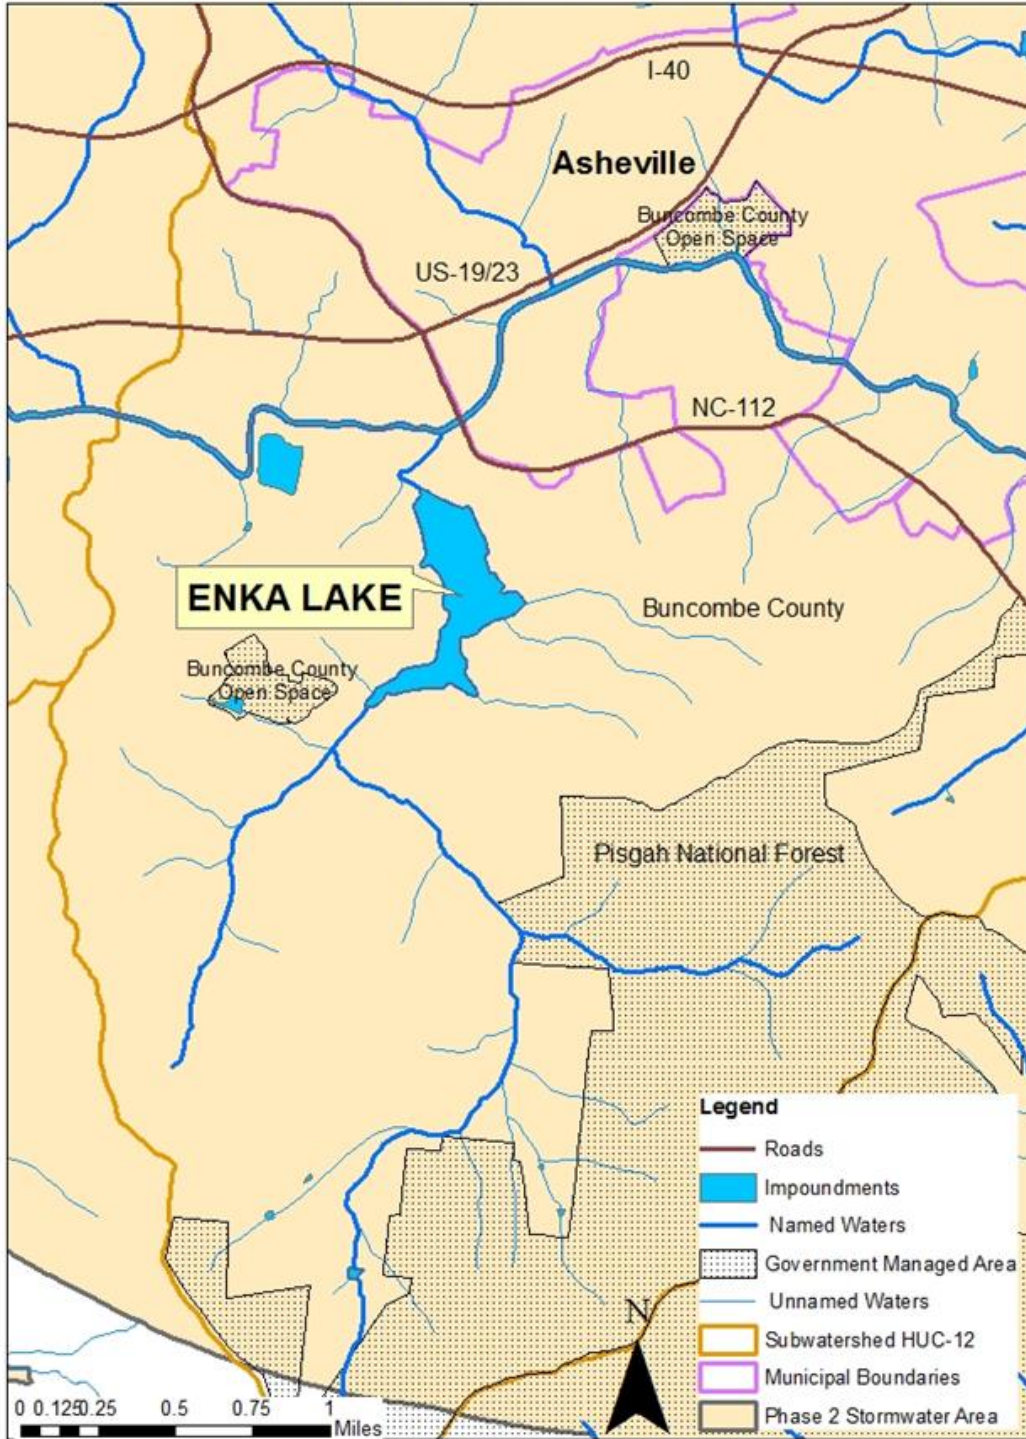 I-40
Asheville
Buncombe County
Open Space
US-19/23
NC-112
ENKA LAKE
Buncombe County
Buncombe County
Open Space
Pisgah National Forest
Legend
Roads
Impoundments
Named Waters
Government Managed Area
Unnamed Waters
Subwatershed HUC-12
Municipal Boundaries
Phase 2 Stormwater Area
N
0 0.125 0.25 0.5 0.75 1
Miles